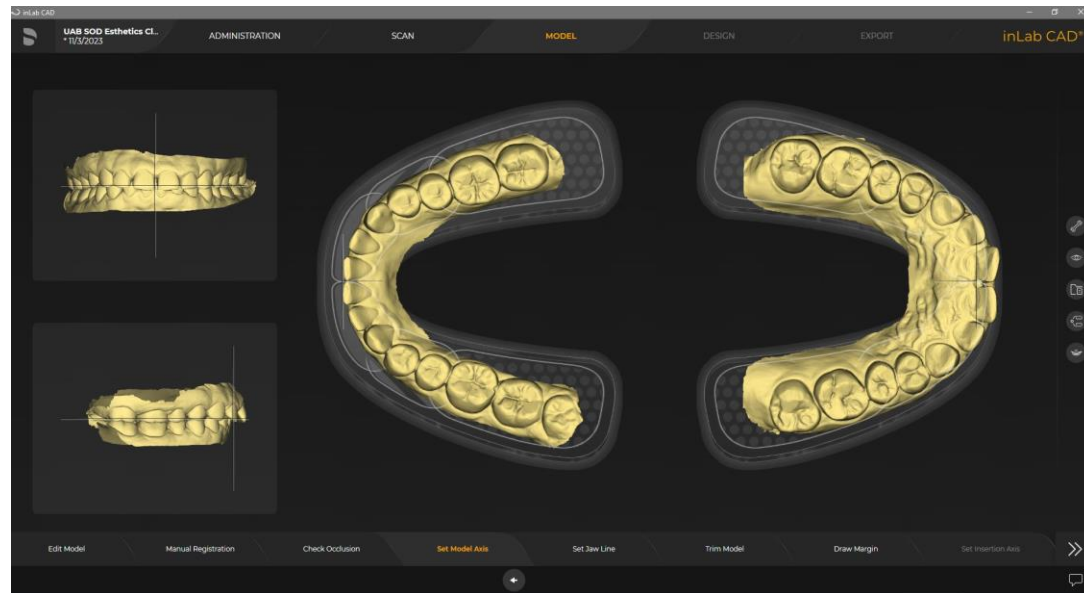 inLab CAD
UAB SOD Esthetics Cl...
* 11/3/2023
ADMINISTRATION
SCAN
MODEL
DESIGN
EXPORT
inLab CAD®
Edit Model
Manual Registration
Check Occlusion
Set Model Axis
Set Jaw Line
Trim Model
Draw Margin
Set Insertion Axis